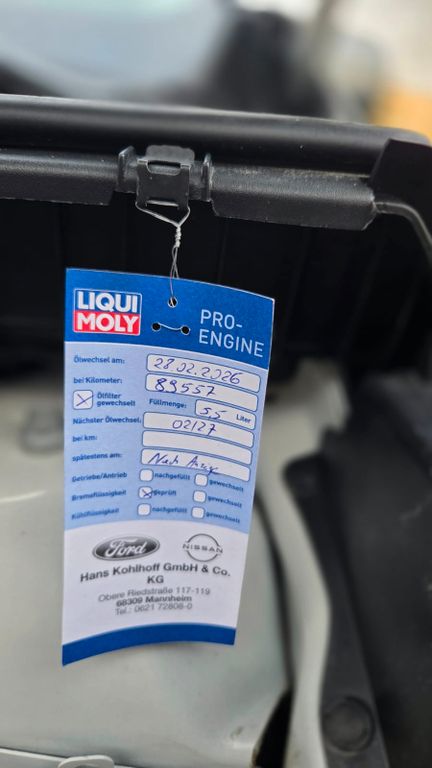 LIQUI
MOLY
PRO-
ENGINE
Ölwechsel am: 28.02.2026
bei Kilometer: 89557
Ölfilter gewechselt Füllmenge: 5,5 Liter
Nächster Ölwechsel: 02/27
bei km:
spätestens am: Nach Anzeige
Getriebe/Antrieb nachgefüllt gewechselt
Bremsflüssigkeit geprüft gewechselt
Kühlflüssigkeit nachgefüllt gewechselt
Ford NISSAN
Hans Kohlhoff GmbH & Co.
KG
Obere Riedstraße 117-119
68309 Mannheim
Tel.: 0621 72808-0